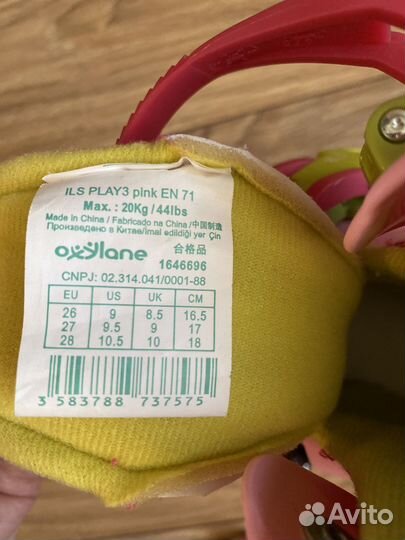 ILS PLAY3 pink EN 71
Max. : 20Kg / 44lbs
Made in China / Fabricado na China /中国制造
Произведено в Китае/Imal edildiği yer Çin
oxylane 合格品
1646696
CNPJ: 02.314.041/0001-88
EU US UK CM
26 9 8.5 16.5
27 9.5 9 17
28 10.5 10 18
3 583788 737575
Avito